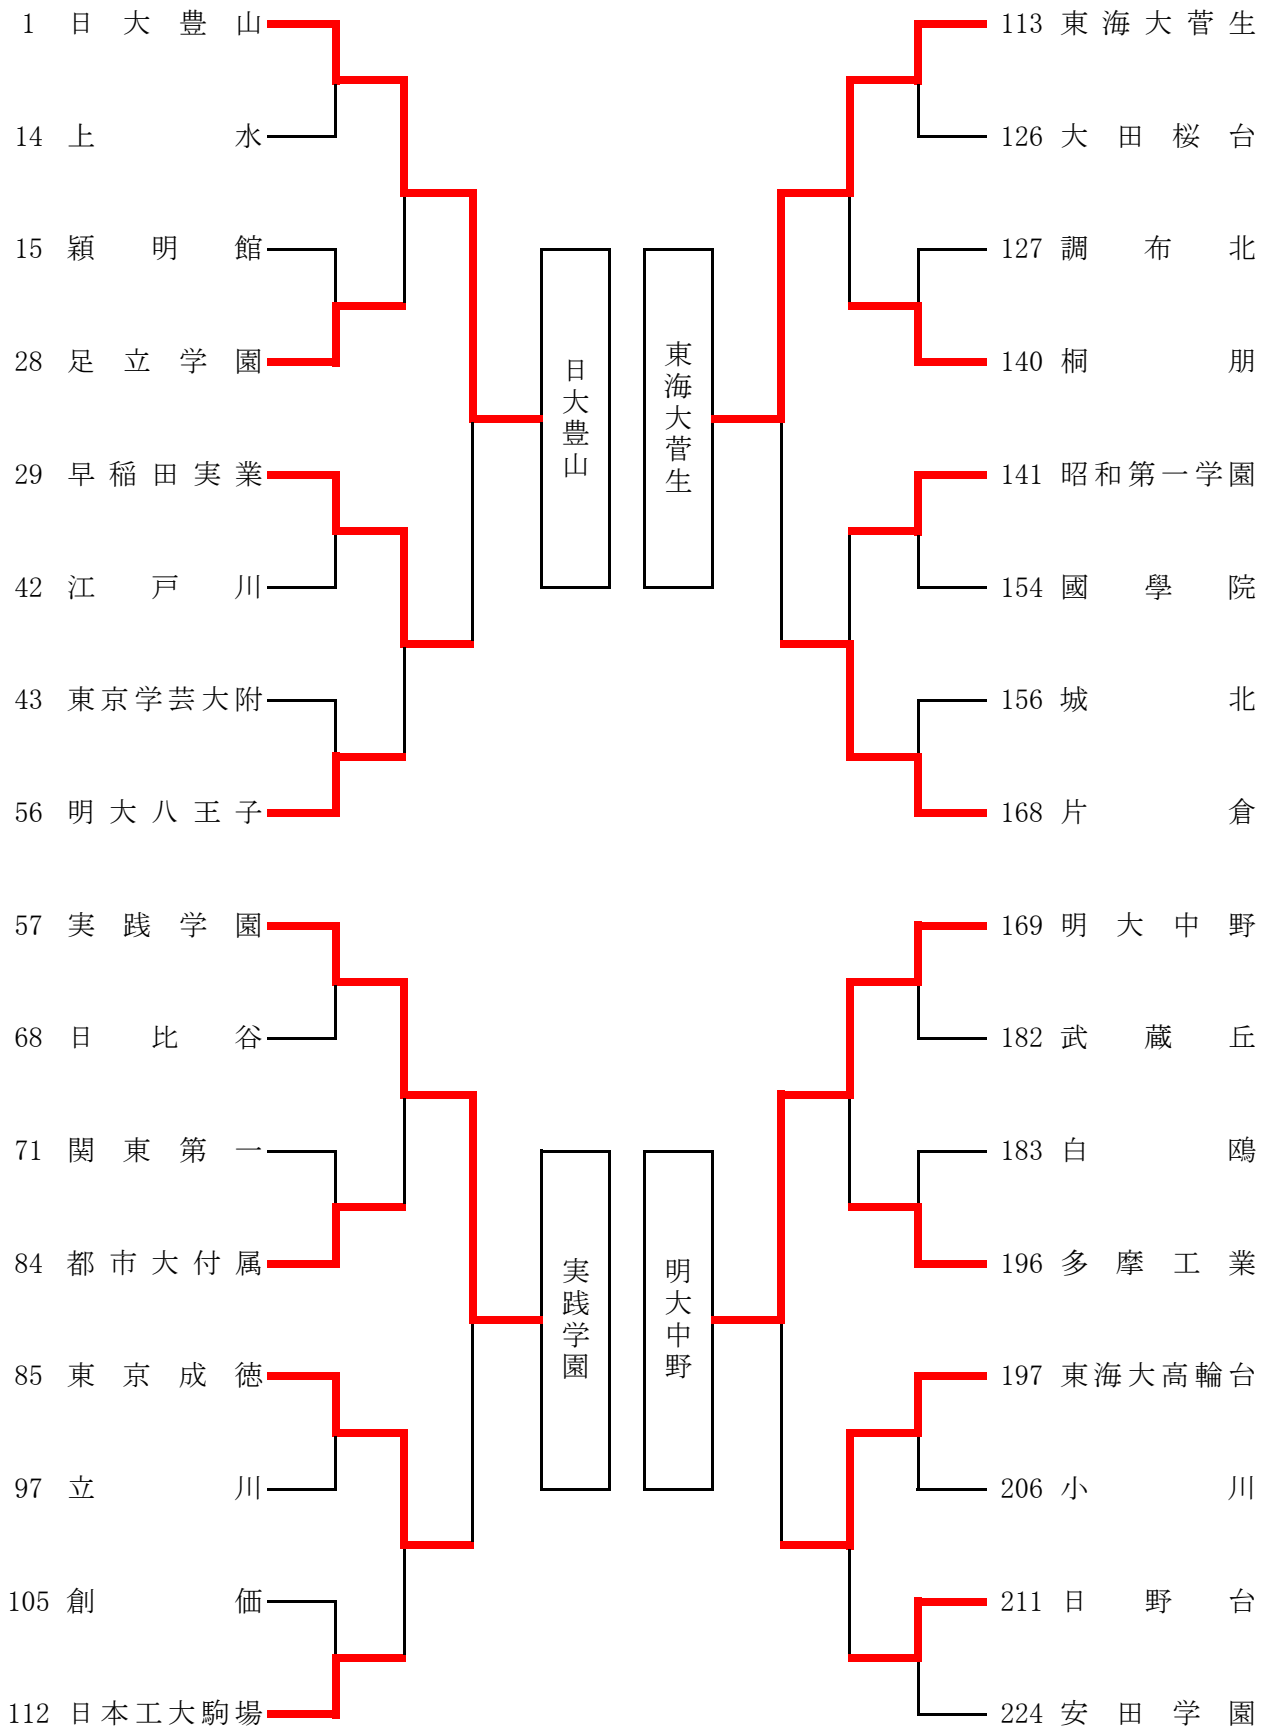 1 日大豊山
14 上水
15 穎明館
28 足立学園
29 早稲田実業
42 江戸川
43 東京学芸大附
56 明大八王子
57 実践学園
68 日比谷
71 関東第一
84 都市大付属
85 東京成徳
97 立川
105 創価
112 日本工大駒場
日大豊山
東海大菅生
実践学園
明大中野
113 東海大菅生
126 大田桜台
127 調布北
140 桐朋
141 昭和第一学園
154 國學院
156 城北
168 片倉
169 明大中野
182 武蔵丘
183 白鴎
196 多摩工業
197 東海大高輪台
206 小川
211 日野台
224 安田学園